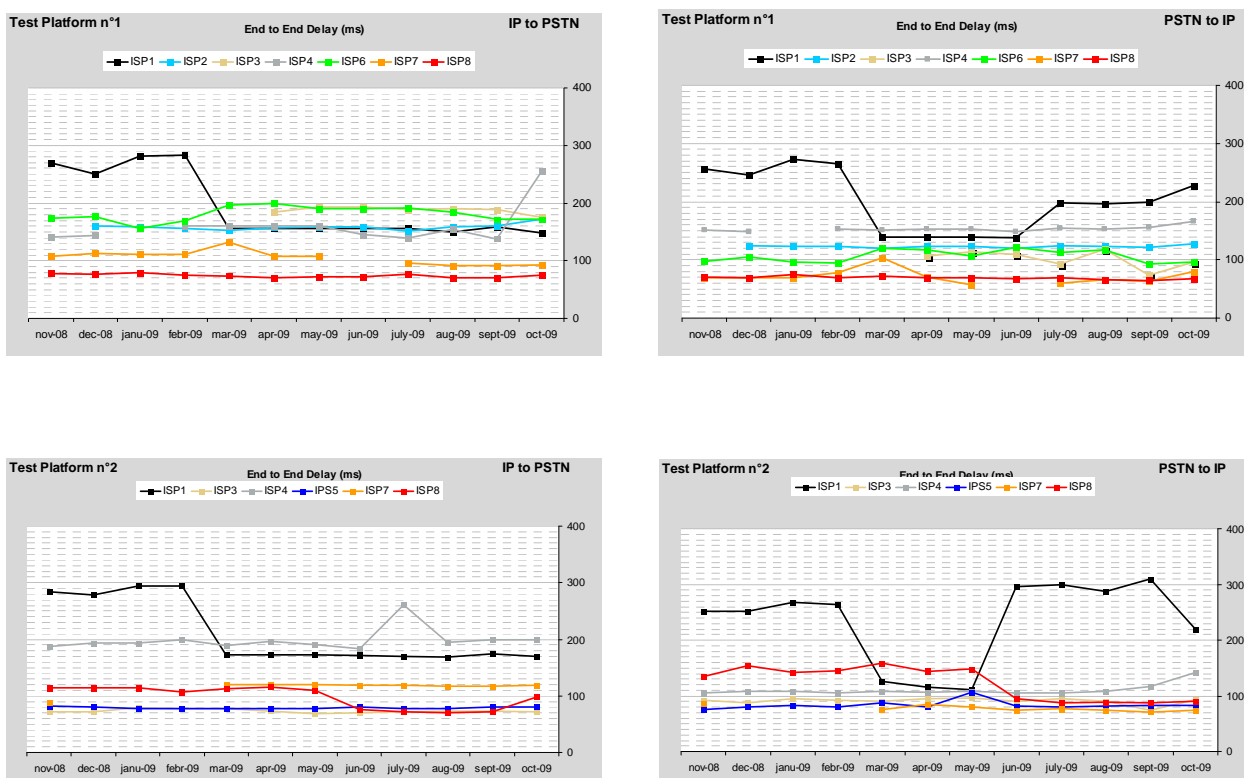 Test Platform n°1
IP to PSTN
End to End Delay (ms)
ISP1 ISP2 ISP3 ISP4 ISP6 ISP7 ISP8
400
300
200
100
0
nov-08 dec-08 janu-09 febr-09 mar-09 apr-09 may-09 jun-09 july-09 aug-09 sept-09 oct-09
Test Platform n°1
PSTN to IP
End to End Delay (ms)
ISP1 ISP2 ISP3 ISP4 ISP6 ISP7 ISP8
400
300
200
100
0
nov-08 dec-08 janu-09 febr-09 mar-09 apr-09 may-09 jun-09 july-09 aug-09 sept-09 oct-09
Test Platform n°2
IP to PSTN
End to End Delay (ms)
ISP1 ISP3 ISP4 IPS5 ISP7 ISP8
400
300
200
100
0
nov-08 dec-08 janu-09 febr-09 mar-09 apr-09 may-09 jun-09 july-09 aug-09 sept-09 oct-09
Test Platform n°2
PSTN to IP
End to End Delay (ms)
ISP1 ISP3 ISP4 IPS5 ISP7 ISP8
400
300
200
100
0
nov-08 dec-08 janu-09 febr-09 mar-09 apr-09 may-09 jun-09 july-09 aug-09 sept-09 oct-09